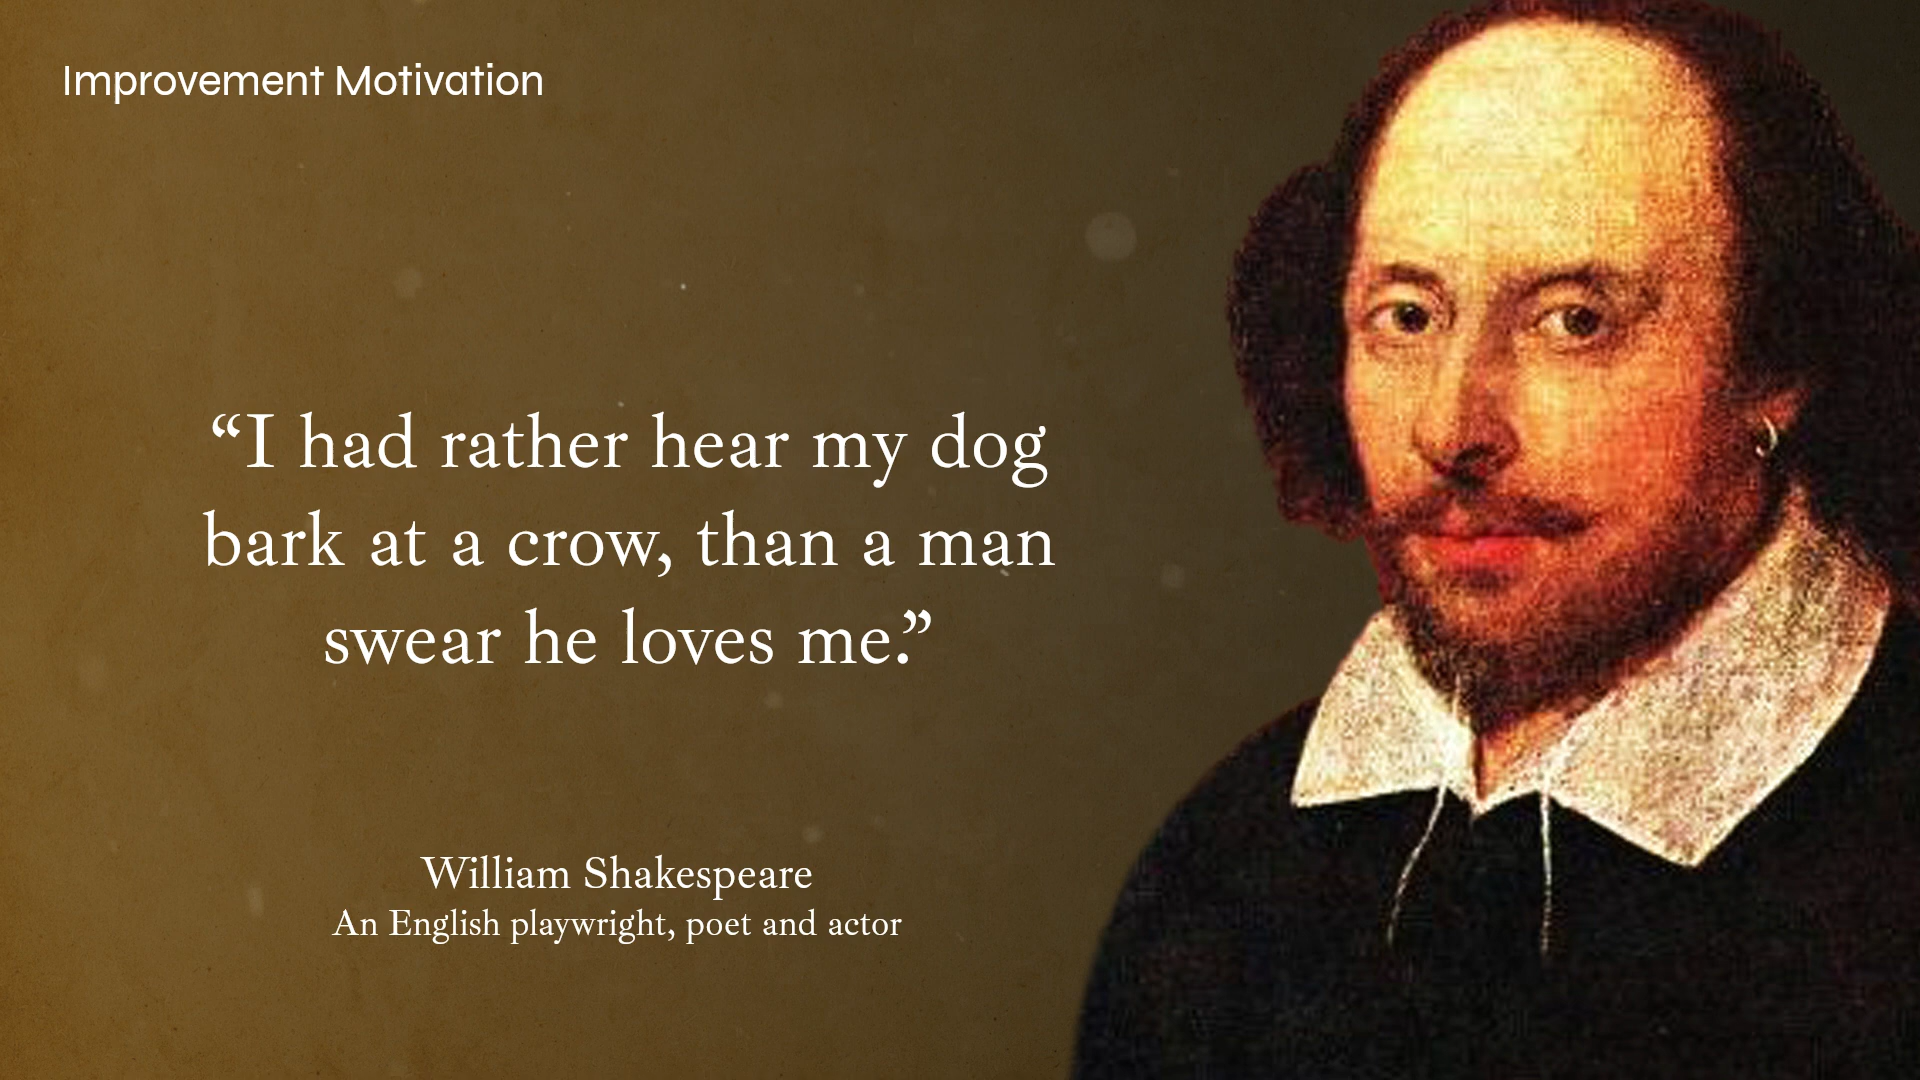 Improvement Motivation
“I had rather hear my dog
bark at a crow, than a man
swear he loves me.”
William Shakespeare
An English playwright, poet and actor